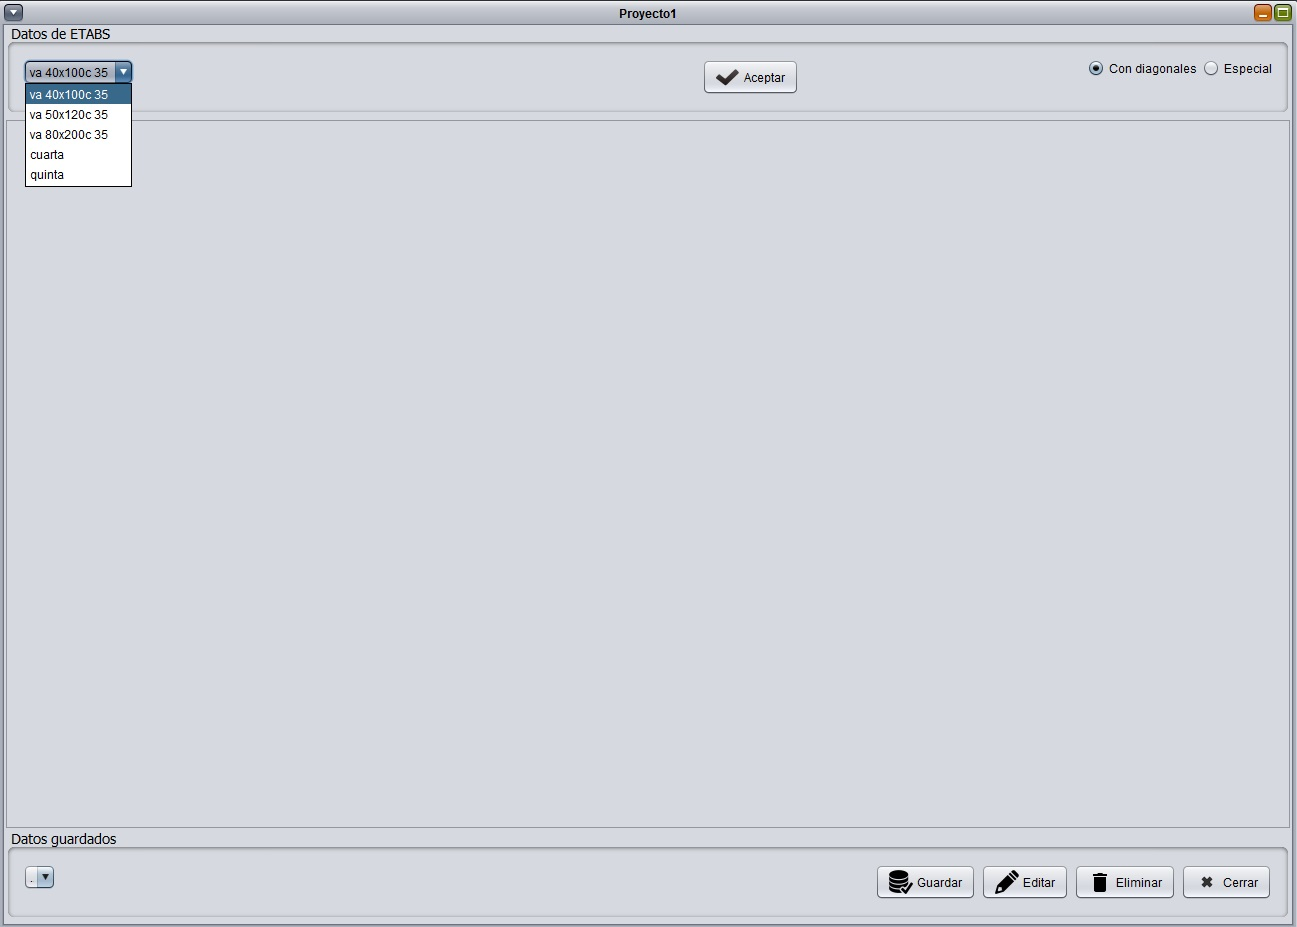 Proyecto1
Datos de ETABS
va 40x100c 35
Aceptar
Con diagonales
Especial
va 40x100c 35
va 50x120c 35
va 80x200c 35
cuarta
quinta
Datos guardados
.
Guardar
Editar
Eliminar
Cerrar